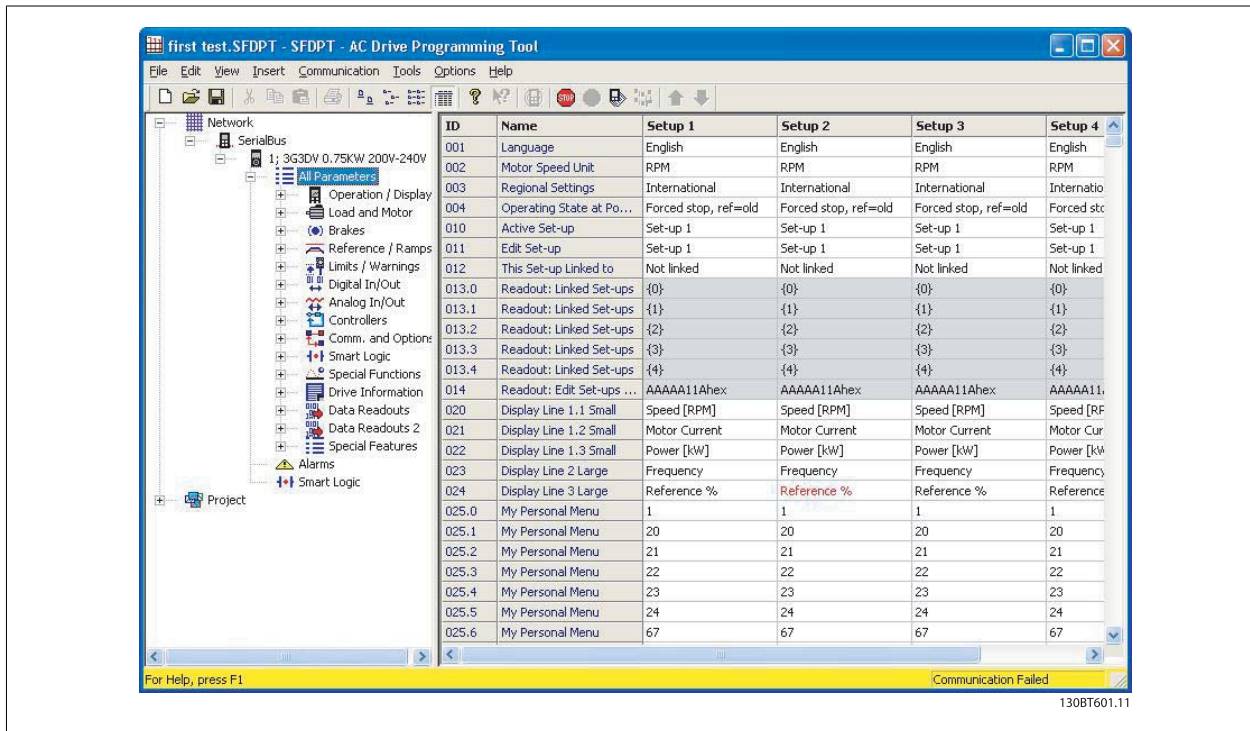 first test.SFDPT - SFDPT - AC Drive Programming Tool
File Edit View Insert Communication Tools Options Help
Network
SerialBus
1; 3G3DV 0.75KW 200V-240V
All Parameters
Operation / Display
Load and Motor
Brakes
Reference / Ramps
Limits / Warnings
Digital In/Out
Analog In/Out
Controllers
Comm. and Options
Smart Logic
Special Functions
Drive Information
Data Readouts
Data Readouts 2
Special Features
Alarms
Smart Logic
Project
ID Name Setup 1 Setup 2 Setup 3 Setup 4
001 Language English English English English
002 Motor Speed Unit RPM RPM RPM RPM
003 Regional Settings International International International Internatio
004 Operating State at Po... Forced stop, ref=old Forced stop, ref=old Forced stop, ref=old Forced sto
010 Active Set-up Set-up 1 Set-up 1 Set-up 1 Set-up 1
011 Edit Set-up Set-up 1 Set-up 1 Set-up 1 Set-up 1
012 This Set-up Linked to Not linked Not linked Not linked Not linked
013.0 Readout: Linked Set-ups {0} {0} {0} {0}
013.1 Readout: Linked Set-ups {1} {1} {1} {1}
013.2 Readout: Linked Set-ups {2} {2} {2} {2}
013.3 Readout: Linked Set-ups {3} {3} {3} {3}
013.4 Readout: Linked Set-ups {4} {4} {4} {4}
014 Readout: Edit Set-ups ... AAAAA11Ahex AAAAA11Ahex AAAAA11Ahex AAAAA11
020 Display Line 1.1 Small Speed [RPM] Speed [RPM] Speed [RPM] Speed [RP
021 Display Line 1.2 Small Motor Current Motor Current Motor Current Motor Cur
022 Display Line 1.3 Small Power [kW] Power [kW] Power [kW] Power [kW
023 Display Line 2 Large Frequency Frequency Frequency Frequency
024 Display Line 3 Large Reference % Reference % Reference % Reference
025.0 My Personal Menu 1 1 1 1
025.1 My Personal Menu 20 20 20 20
025.2 My Personal Menu 21 21 21 21
025.3 My Personal Menu 22 22 22 22
025.4 My Personal Menu 23 23 23 23
025.5 My Personal Menu 24 24 24 24
025.6 My Personal Menu 67 67 67 67
For Help, press F1 Communication Failed
130BT601.11